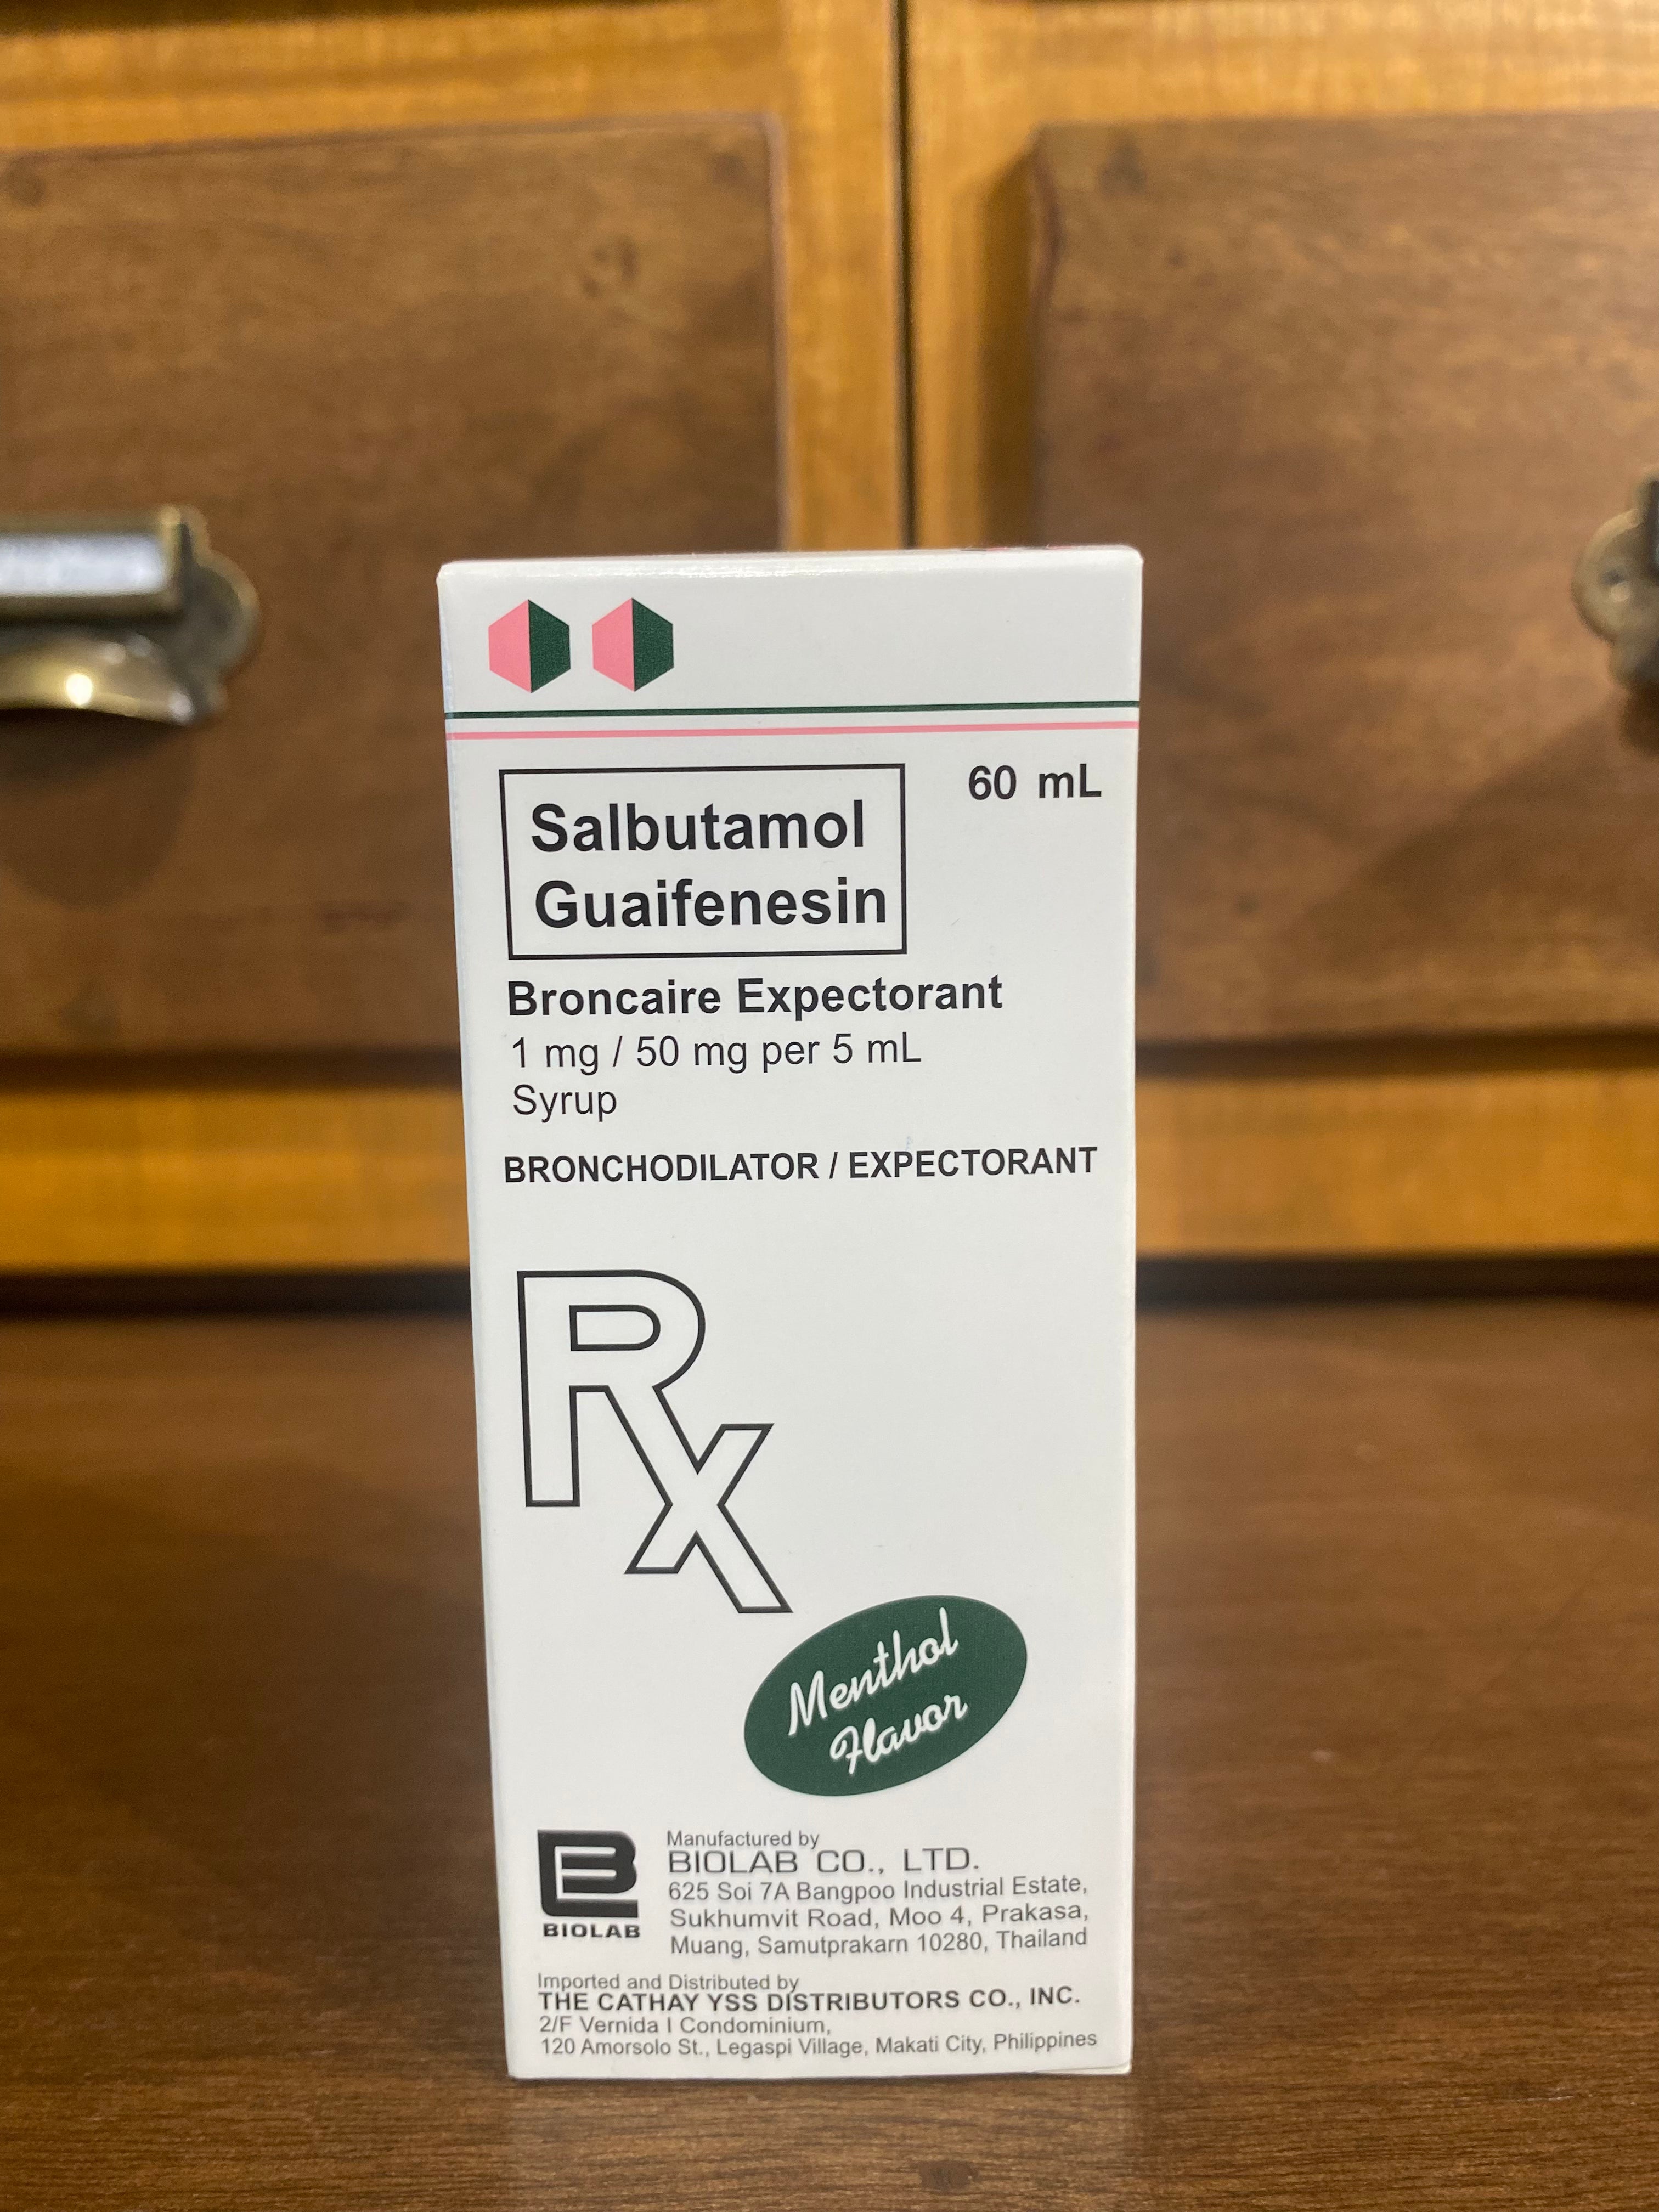 Salbutamol
Guaifenesin
60 mL
Broncaire Expectorant
1 mg / 50 mg per 5 mL
Syrup
BRONCHODILATOR / EXPECTORANT
Rx
Menthol
Flavor
BIOLAB
Manufactured by
BIOLAB CO., LTD.
625 Soi 7A Bangpoo Industrial Estate,
Sukhumvit Road, Moo 4, Prakasa,
Muang, Samutprakarn 10280, Thailand
Imported and Distributed by
THE CATHAY YSS DISTRIBUTORS CO., INC.
2/F Vernida I Condominium,
120 Amorsolo St., Legaspi Village, Makati City, Philippines